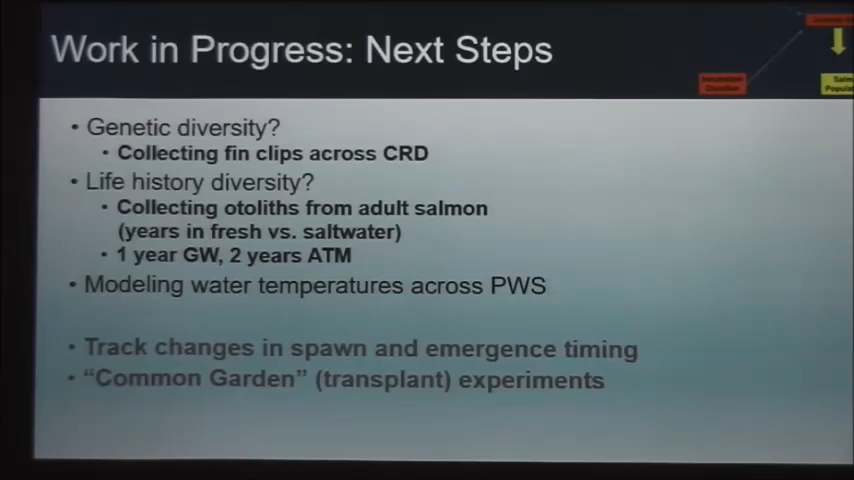 Work in Progress: Next Steps
Salm
Popula
• Genetic diversity?
• Collecting fin clips across CRD
• Life history diversity?
• Collecting otoliths from adult salmon
(years in fresh vs. saltwater)
• 1 year GW, 2 years ATM
• Modeling water temperatures across PWS
• Track changes in spawn and emergence timing
• “Common Garden” (transplant) experiments